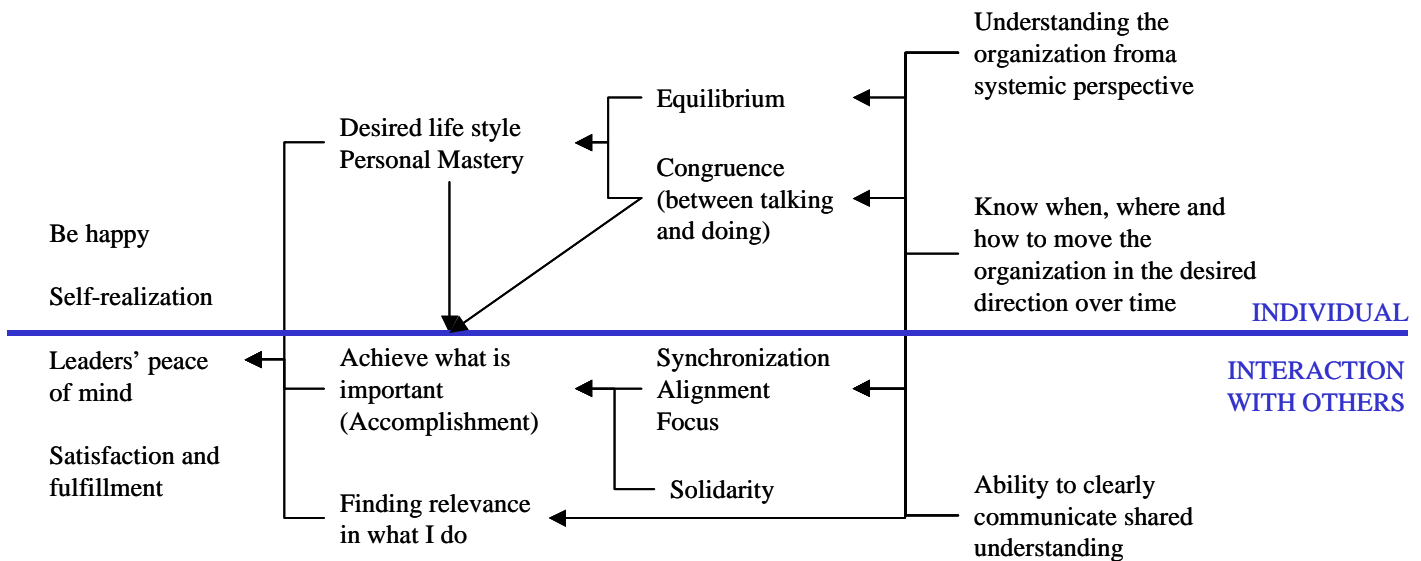 Be happy
Self-realization
Leaders' peace
of mind
Satisfaction and
fulfillment
Desired life style
Personal Mastery
Achieve what is
important
(Accomplishment)
Finding relevance
in what I do
Equilibrium
Congruence
(between talking
and doing)
Synchronization
Alignment
Focus
Solidarity
Understanding the
organization froma
systemic perspective
Know when, where and
how to move the
organization in the desired
direction over time
INDIVIDUAL
INTERACTION
WITH OTHERS
Ability to clearly
communicate shared
understanding